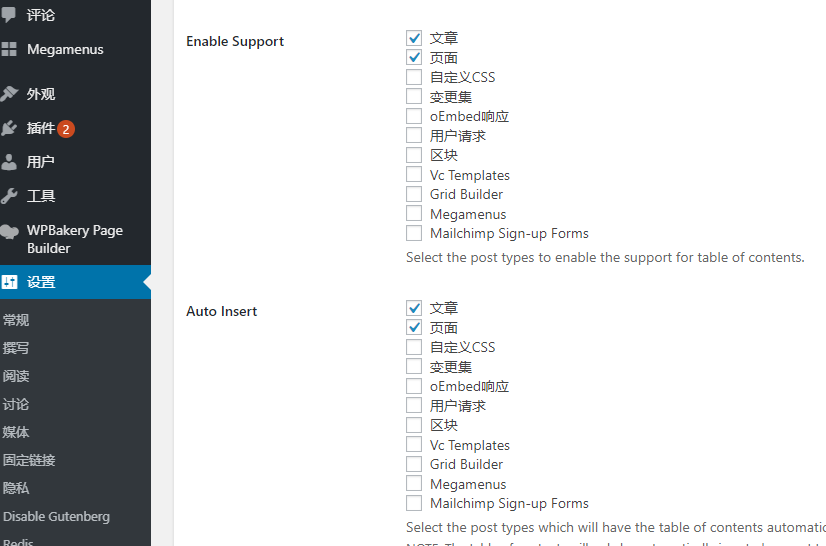 评论
Megamenus
外观
插件 2
用户
工具
WPBakery Page
Builder
设置
常规
撰写
阅读
讨论
媒体
固定链接
隐私
Disable Gutenberg
Redis
Enable Support
文章
页面
自定义CSS
变更集
oEmbed响应
用户请求
区块
Vc Templates
Grid Builder
Megamenus
Mailchimp Sign-up Forms
Select the post types to enable the support for table of contents.
Auto Insert
文章
页面
自定义CSS
变更集
oEmbed响应
用户请求
区块
Vc Templates
Grid Builder
Megamenus
Mailchimp Sign-up Forms
Select the post types which will have the table of contents automatic